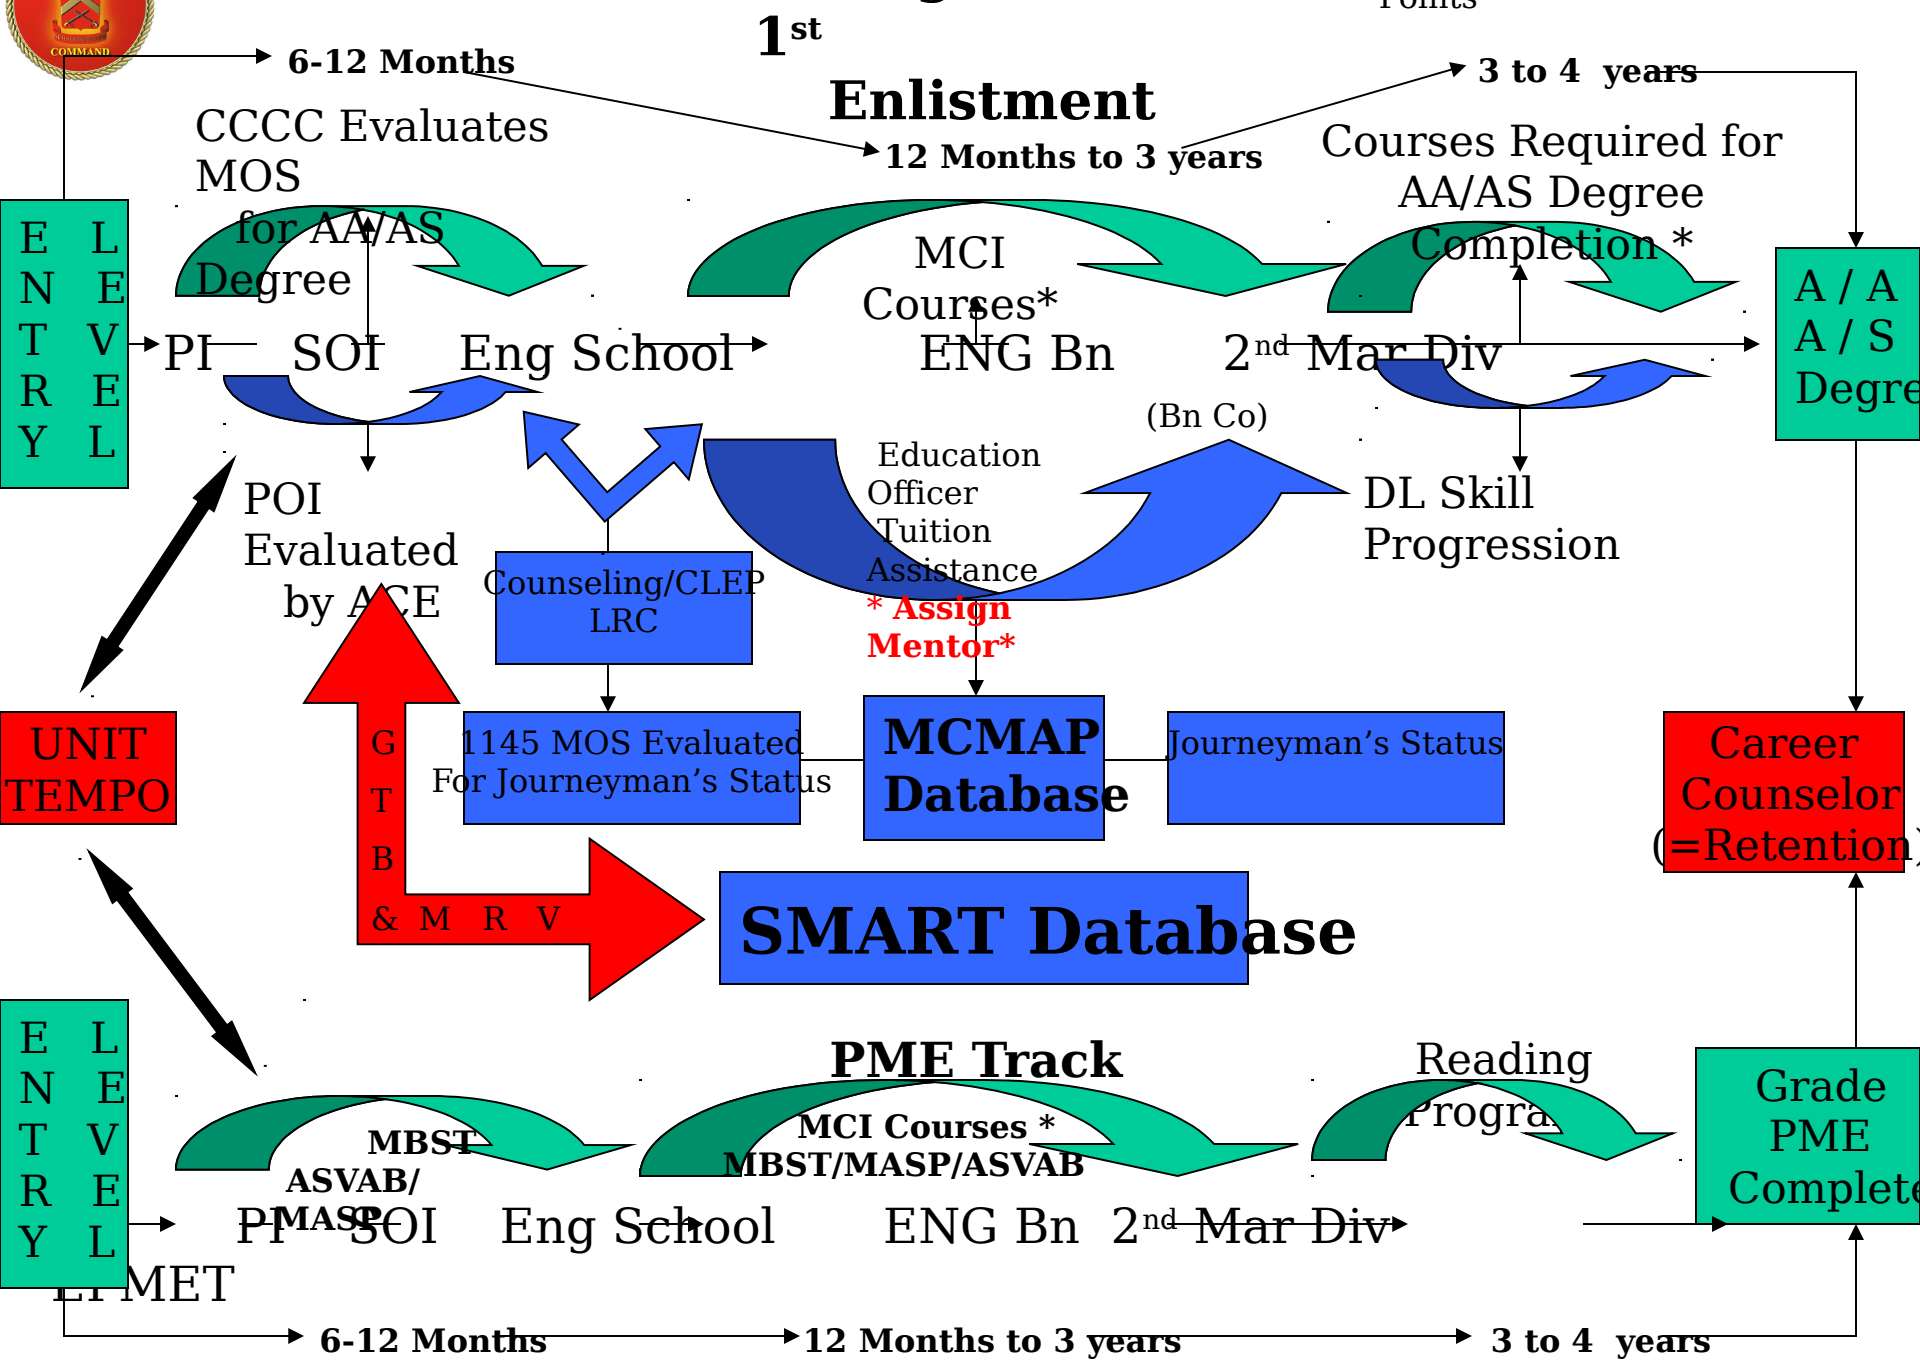 COMMAND
1st
Enlistment
6-12 Months
12 Months to 3 years
3 to 4 years
CCCC Evaluates
MOS
for AA/AS
Degree
MCI
Courses*
Courses Required for
AA/AS Degree
Completion *
E L
N E
T V
R E
Y L
PI SOI Eng School ENG Bn 2nd Mar Div
A / A
A / S
(Bn Co)
POI
Evaluated
by ACE
Education
Officer
Tuition
Assistance
* Assign
Mentor*
DL Skill
Progression
Counseling/CLEP
LRC
UNIT
TEMPO
G
T
B
& M R V
1145 MOS Evaluated
For Journeyman’s Status
MCMAP
Database
Journeyman’s Status
Career
Counselor
(=Retention)
SMART Database
PME Track
Reading
E L
N E
T V
R E
Y L
MBST
ASVAB/
MASP
MCI Courses *
MBST/MASP/ASVAB
Grade
PME
Complete
PI SOI Eng School ENG Bn 2nd Mar Div
6-12 Months
12 Months to 3 years
3 to 4 years